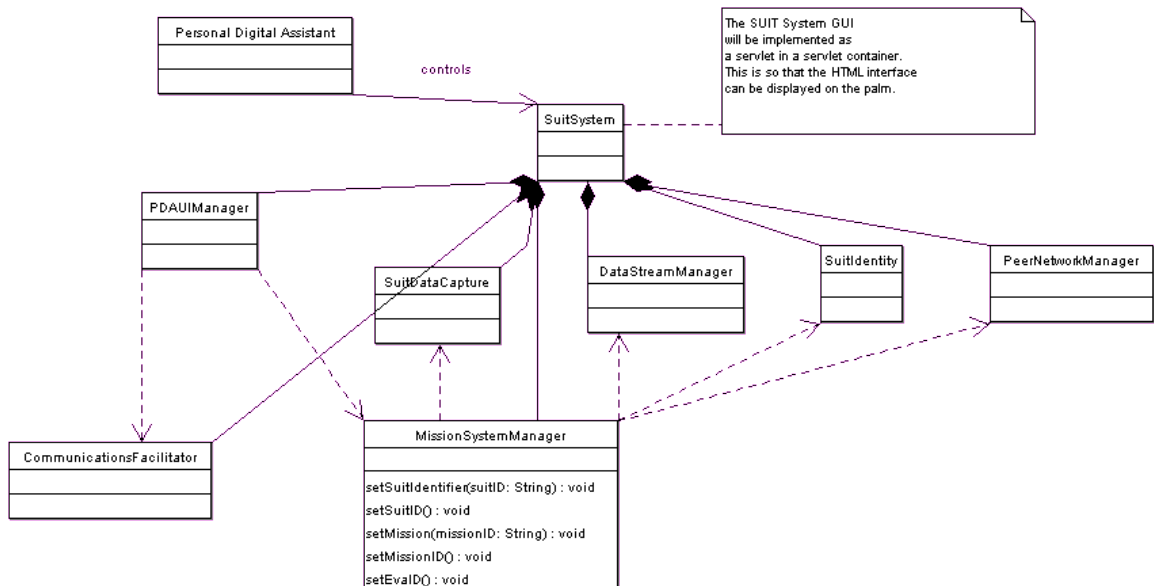 Personal Digital Assistant
The SUIT System GUI
will be implemented as
a servlet in a servlet container.
This is so that the HTML interface
can be displayed on the palm.
controls
SuitSystem
PDAUIManager
SuitDataCapture
DataStreamManager
SuitIdentity
PeerNetworkManager
CommunicationsFacilitator
MissionSystemManager
setSuitIdentifier(suitID: String) : void
setSuitID() : void
setMission(missionID: String) : void
setMissionID() : void
setEvaID() : void